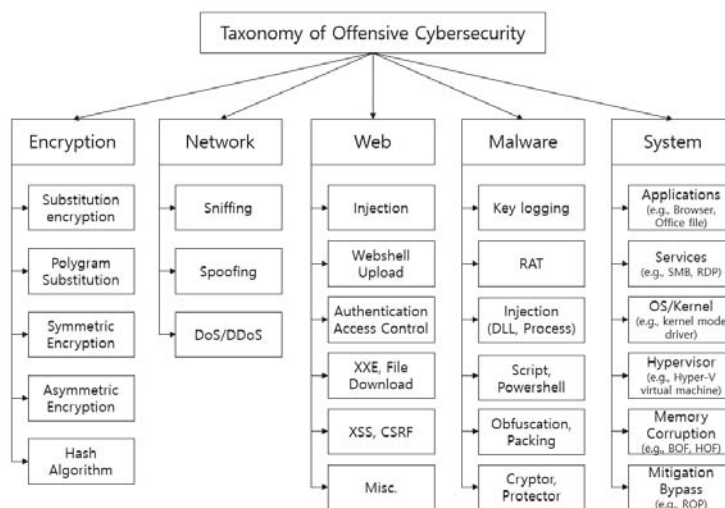 Taxonomy of Offensive Cybersecurity
Encryption
Substitution
encryption
Polygram
Substitution
Symmetric
Encryption
Asymmetric
Encryption
Hash
Algorithm
Network
Sniffing
Spoofing
DoS/DDoS
Web
Injection
Webshell
Upload
Authentication
Access Control
XXE, File
Download
XSS, CSRF
Misc.
Malware
Key logging
RAT
Injection
(DLL, Process)
Script,
Powershell
Obfuscation,
Packing
Cryptor,
Protector
System
Applications
(e.g., Browser,
Office file)
Services
(e.g., SMB, RDP)
OS/Kernel
(e.g., kernel mode
driver)
Hypervisor
(e.g., Hyper-V
virtual machine)
Memory
Corruption
(e.g., BOF, HOF)
Mitigation
Bypass
(e.g., ROP)